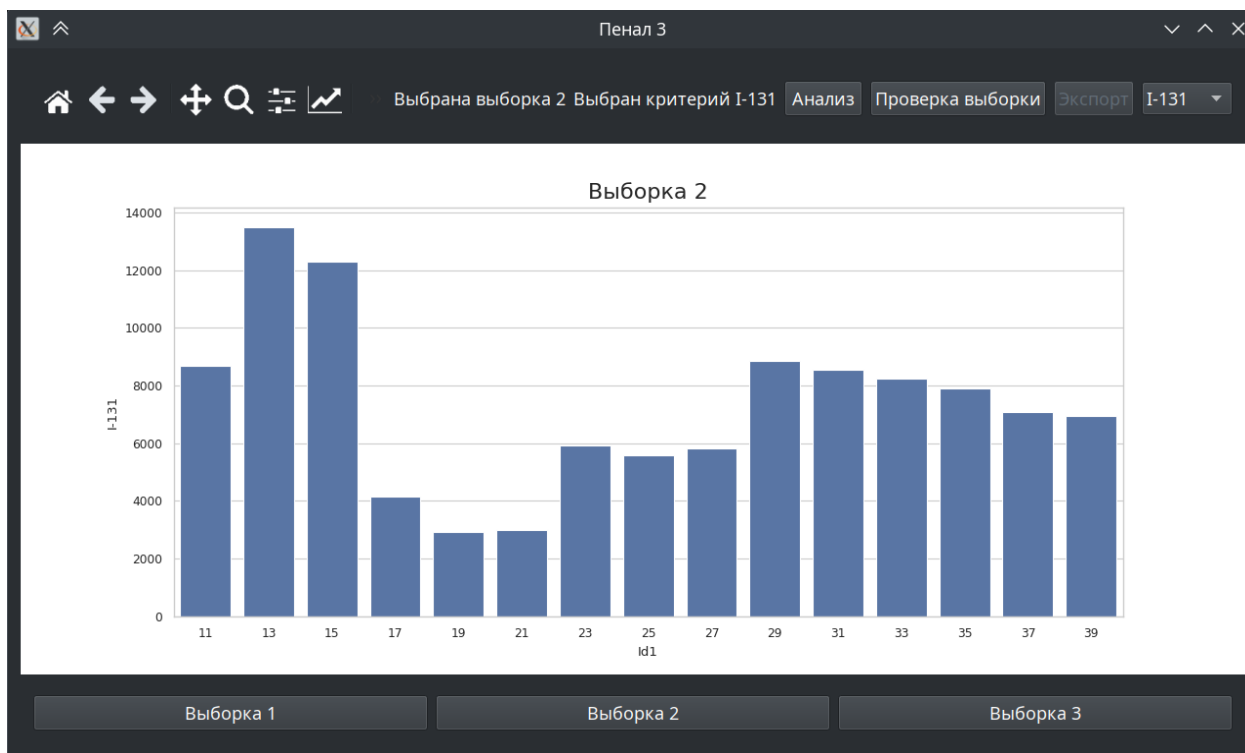 Пенал 3
Выбрана выборка 2 Выбран критерий I-131 Анализ Проверка выборки Экспорт I-131
Выборка 2
14000
12000
10000
8000
6000
4000
2000
0
I-131
11 13 15 17 19 21 23 25 27 29 31 33 35 37 39
Id1
Выборка 1 Выборка 2 Выборка 3